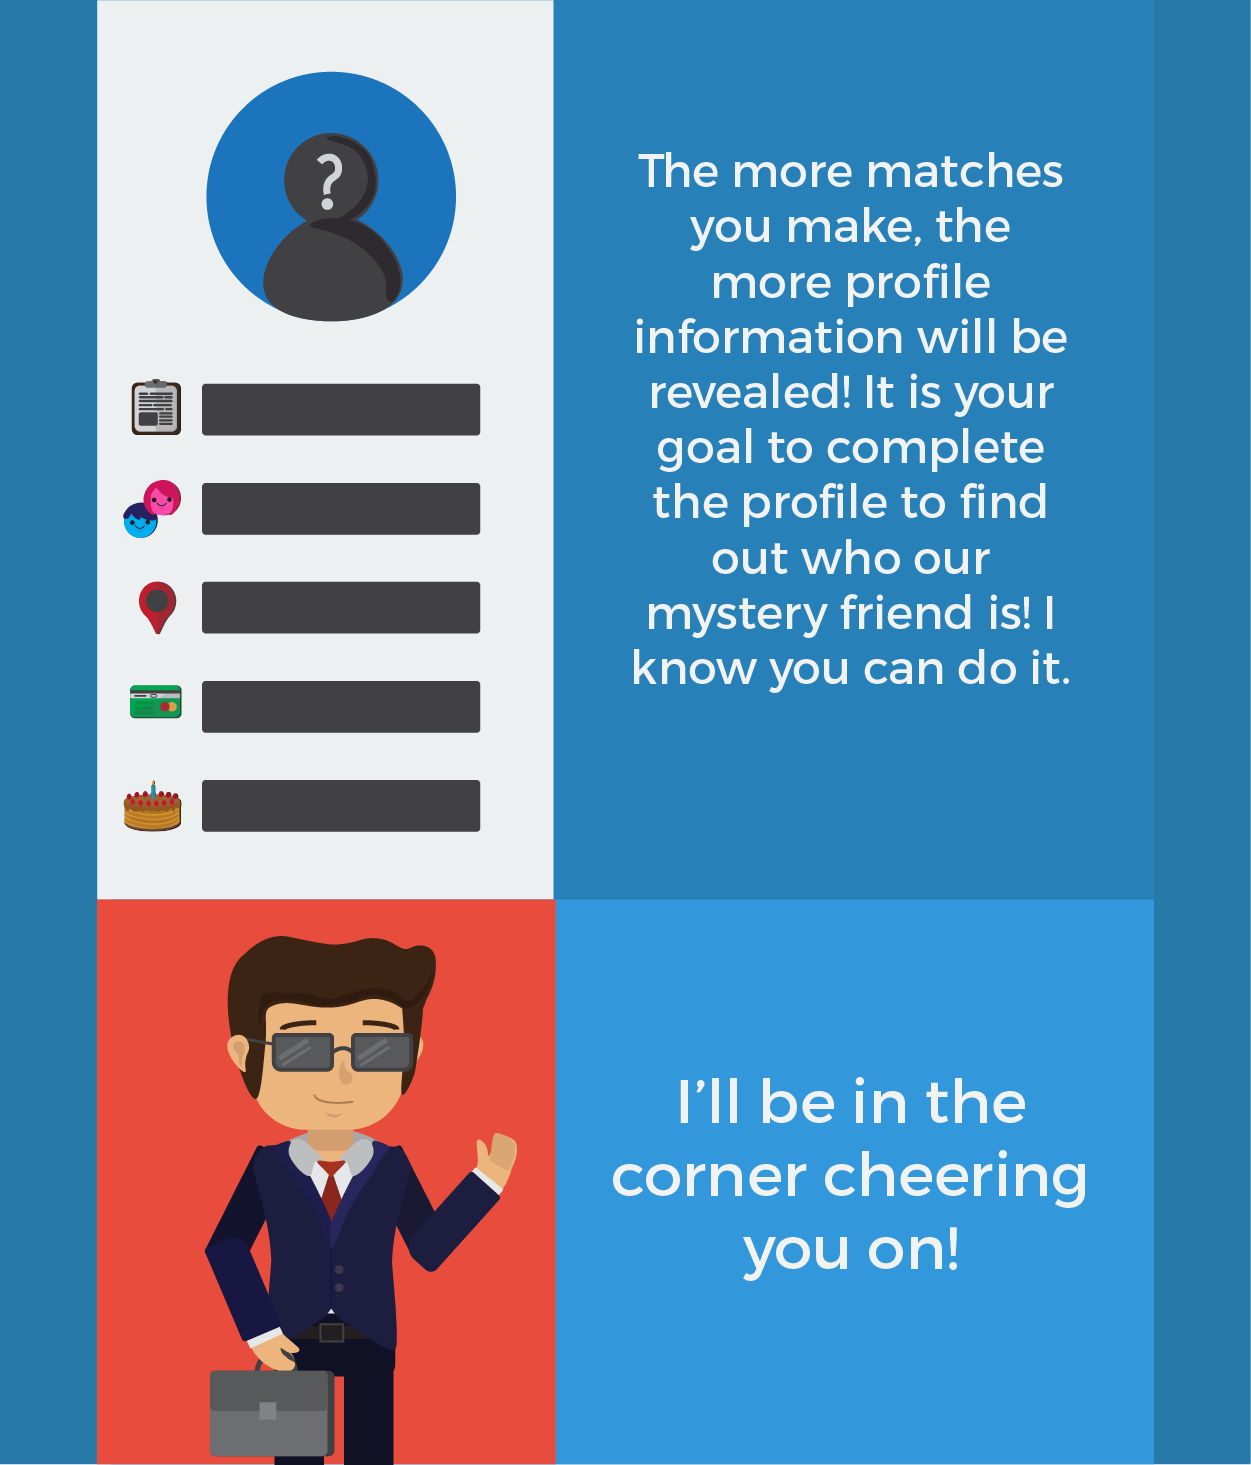 ?
The more matches
you make, the
more profile
information will be
revealed! It is your
goal to complete
the profile to find
out who our
mystery friend is! I
know you can do it.
I’ll be in the
corner cheering
you on!